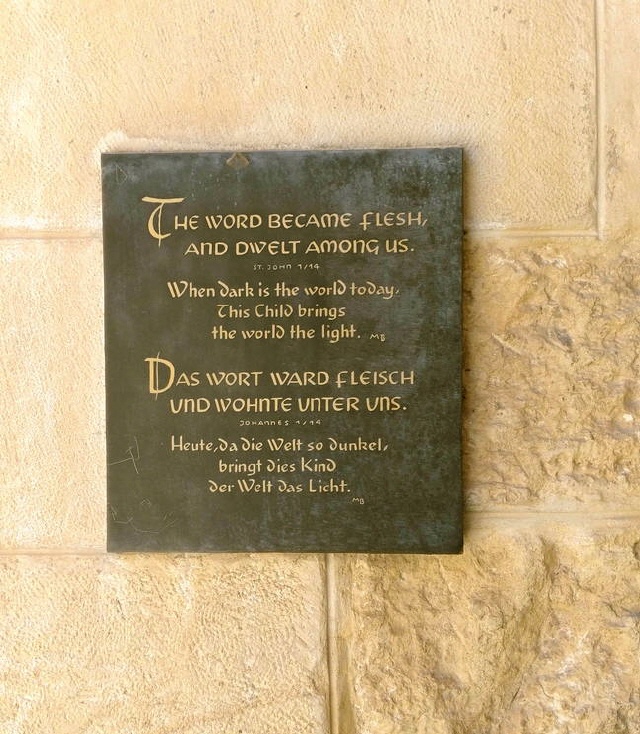 THE WORD BECAME FLESH,
AND DWELT AMONG US.
ST. JOHN 1/14
When dark is the world today,
This Child brings
the world the light. MB
DAS WORT WARD FLEISCH
UND WOHNTE UNTER UNS.
JOHANNES 1/14
Heute, da die Welt so dunkel,
bringt dies Kind
der Welt das Licht.
MB